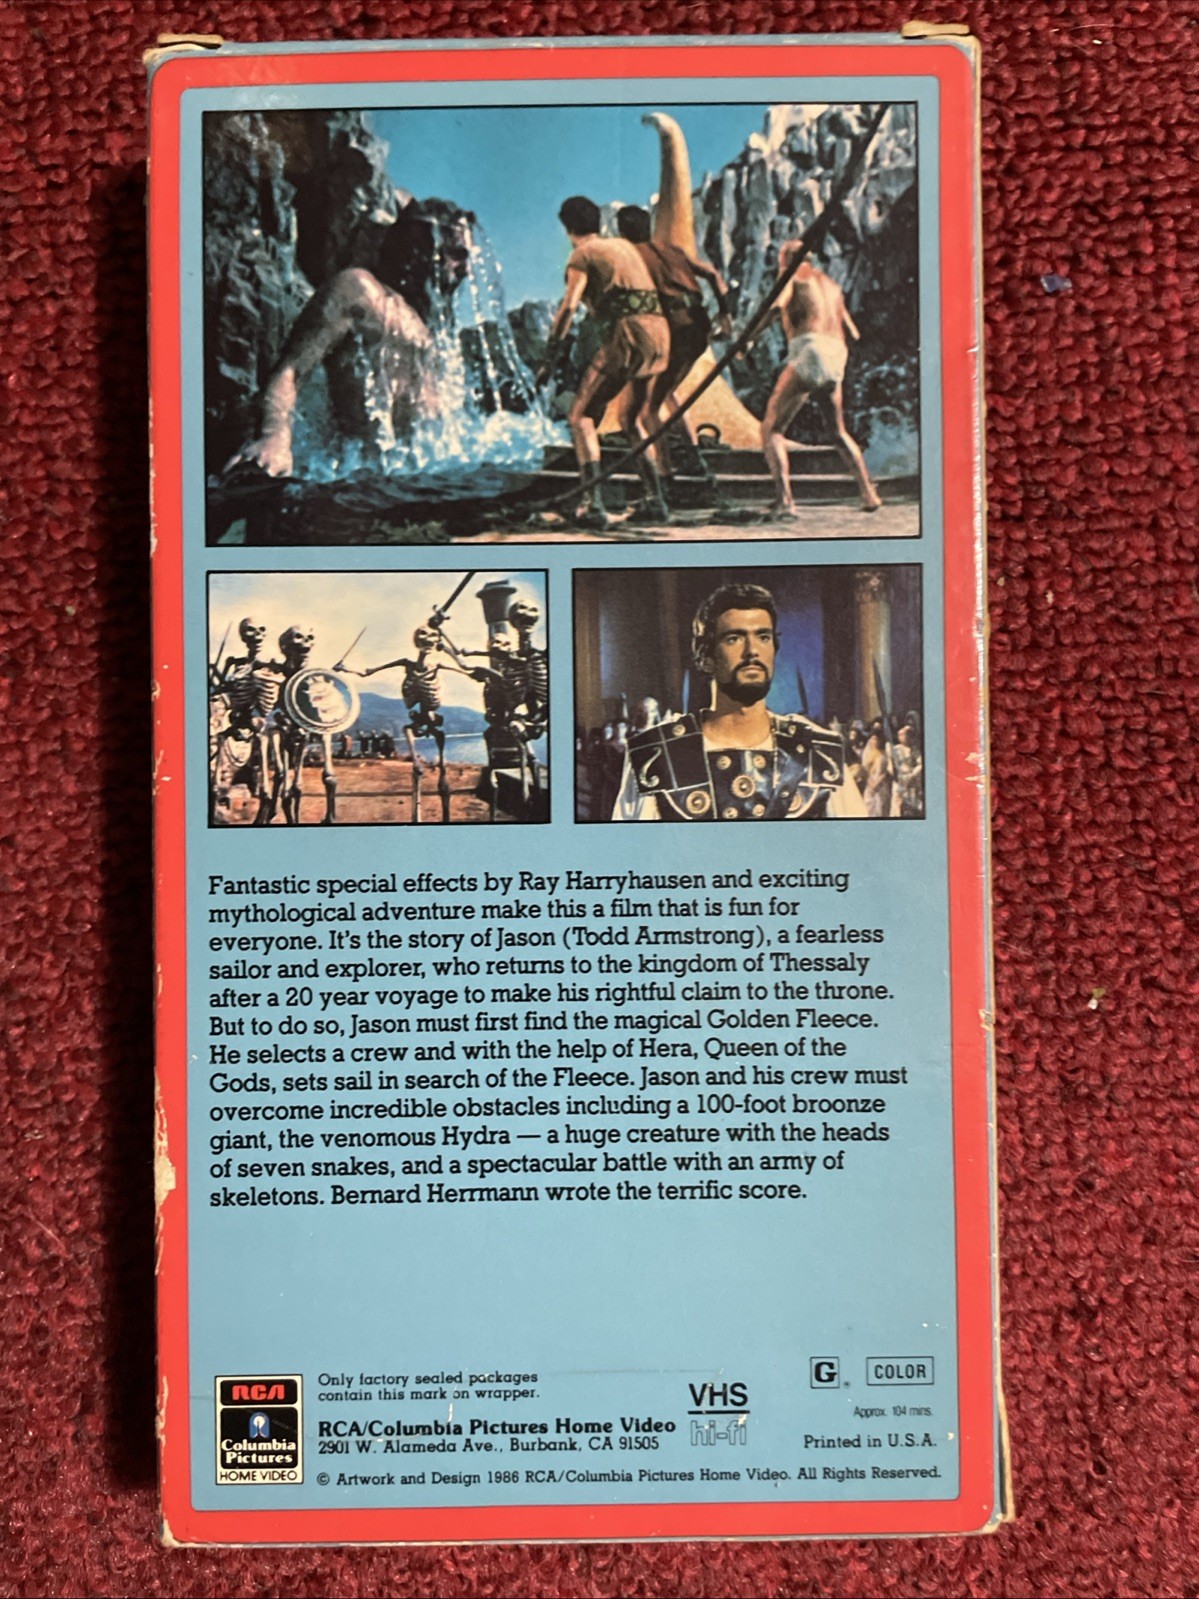 Fantastic special effects by Ray Harryhausen and exciting
mythological adventure make this a film that is fun for
everyone. It's the story of Jason (Todd Armstrong), a fearless
sailor and explorer, who returns to the kingdom of Thessaly
after a 20 year voyage to make his rightful claim to the throne.
But to do so, Jason must first find the magical Golden Fleece.
He selects a crew and with the help of Hera, Queen of the
Gods, sets sail in search of the Fleece. Jason and his crew must
overcome incredible obstacles including a 100-foot broonze
giant, the venomous Hydra — a huge creature with the heads
of seven snakes, and a spectacular battle with an army of
skeletons. Bernard Herrmann wrote the terrific score.
RCA
Columbia
Pictures
HOME VIDEO
Only factory sealed packages
contain this mark on wrapper.
RCA/Columbia Pictures Home Video
2901 W. Alameda Ave., Burbank, CA 91505
VHS
hi-fi
G COLOR
Approx. 104 mins.
Printed in U.S.A.
© Artwork and Design 1986 RCA/Columbia Pictures Home Video. All Rights Reserved.